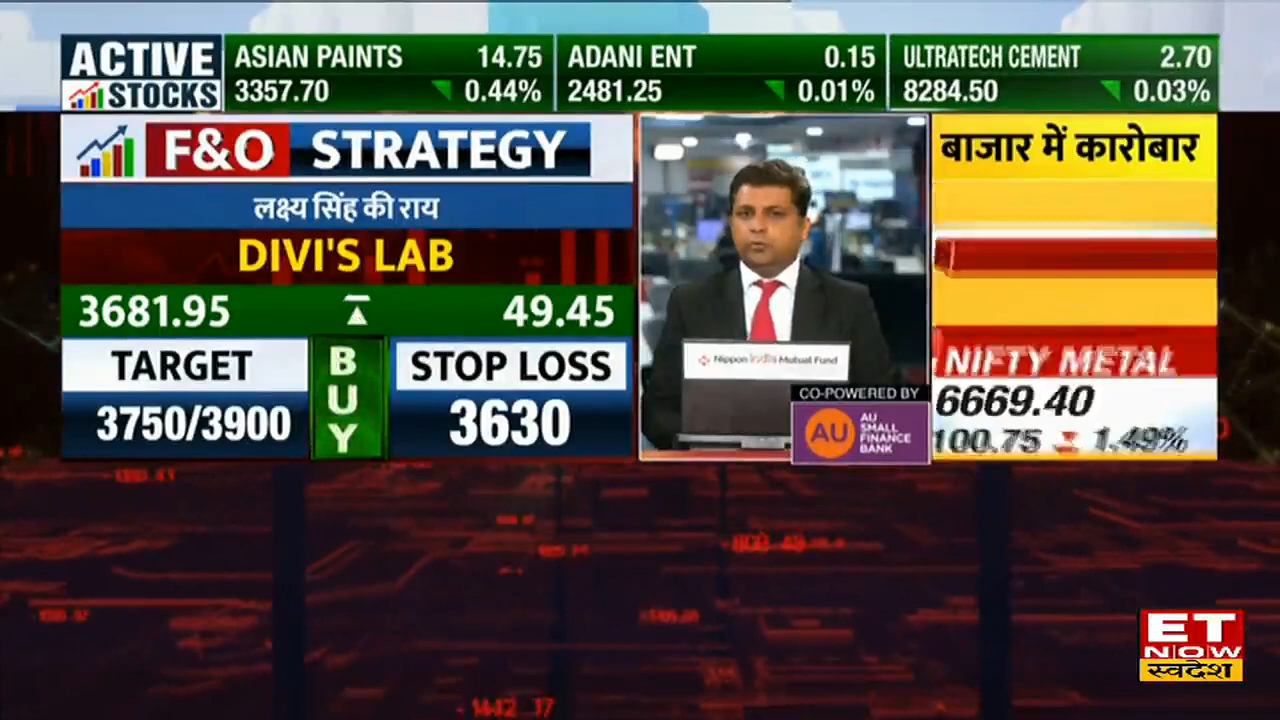 ACTIVE STOCKS
ASIAN PAINTS 14.75
3357.70 0.44%
ADANI ENT 0.15
2481.25 0.01%
ULTRATECH CEMENT 2.70
8284.50 0.03%
F&O STRATEGY
लक्ष्य सिंह की राय
DIVI'S LAB
3681.95 49.45
TARGET
3750/3900
BUY
STOP LOSS
3630
Nippon india Mutual Fund
CO-POWERED BY
AU
AU
SMALL
FINANCE
BANK
बाजार में कारोबार
NIFTY METAL
6669.40
100.75 1.49%
ET
NOW
स्वदेश